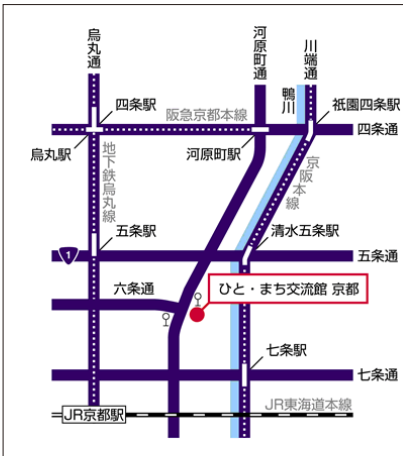 烏丸通
河原町通
川端通
鴨川
四条駅
阪急京都本線
祇園四条駅
四条通
烏丸駅
河原町駅
地下鉄烏丸線
京阪本線
五条駅
清水五条駅
1
五条通
六条通
ひと・まち交流館 京都
七条駅
七条通
JR東海道本線
JR京都駅